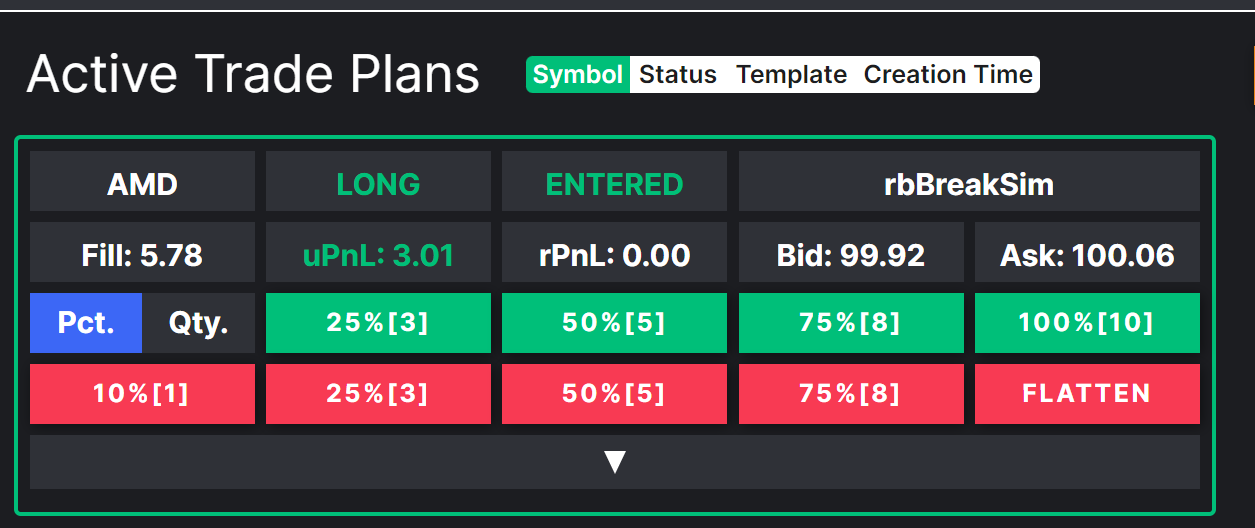 Active Trade Plans Symbol Status Template Creation Time
AMD LONG ENTERED rbBreakSim
Fill: 5.78 uPnL: 3.01 rPnL: 0.00 Bid: 99.92 Ask: 100.06
Pct. Qty. 25%[3] 50%[5] 75%[8] 100%[10]
10%[1] 25%[3] 50%[5] 75%[8] FLATTEN